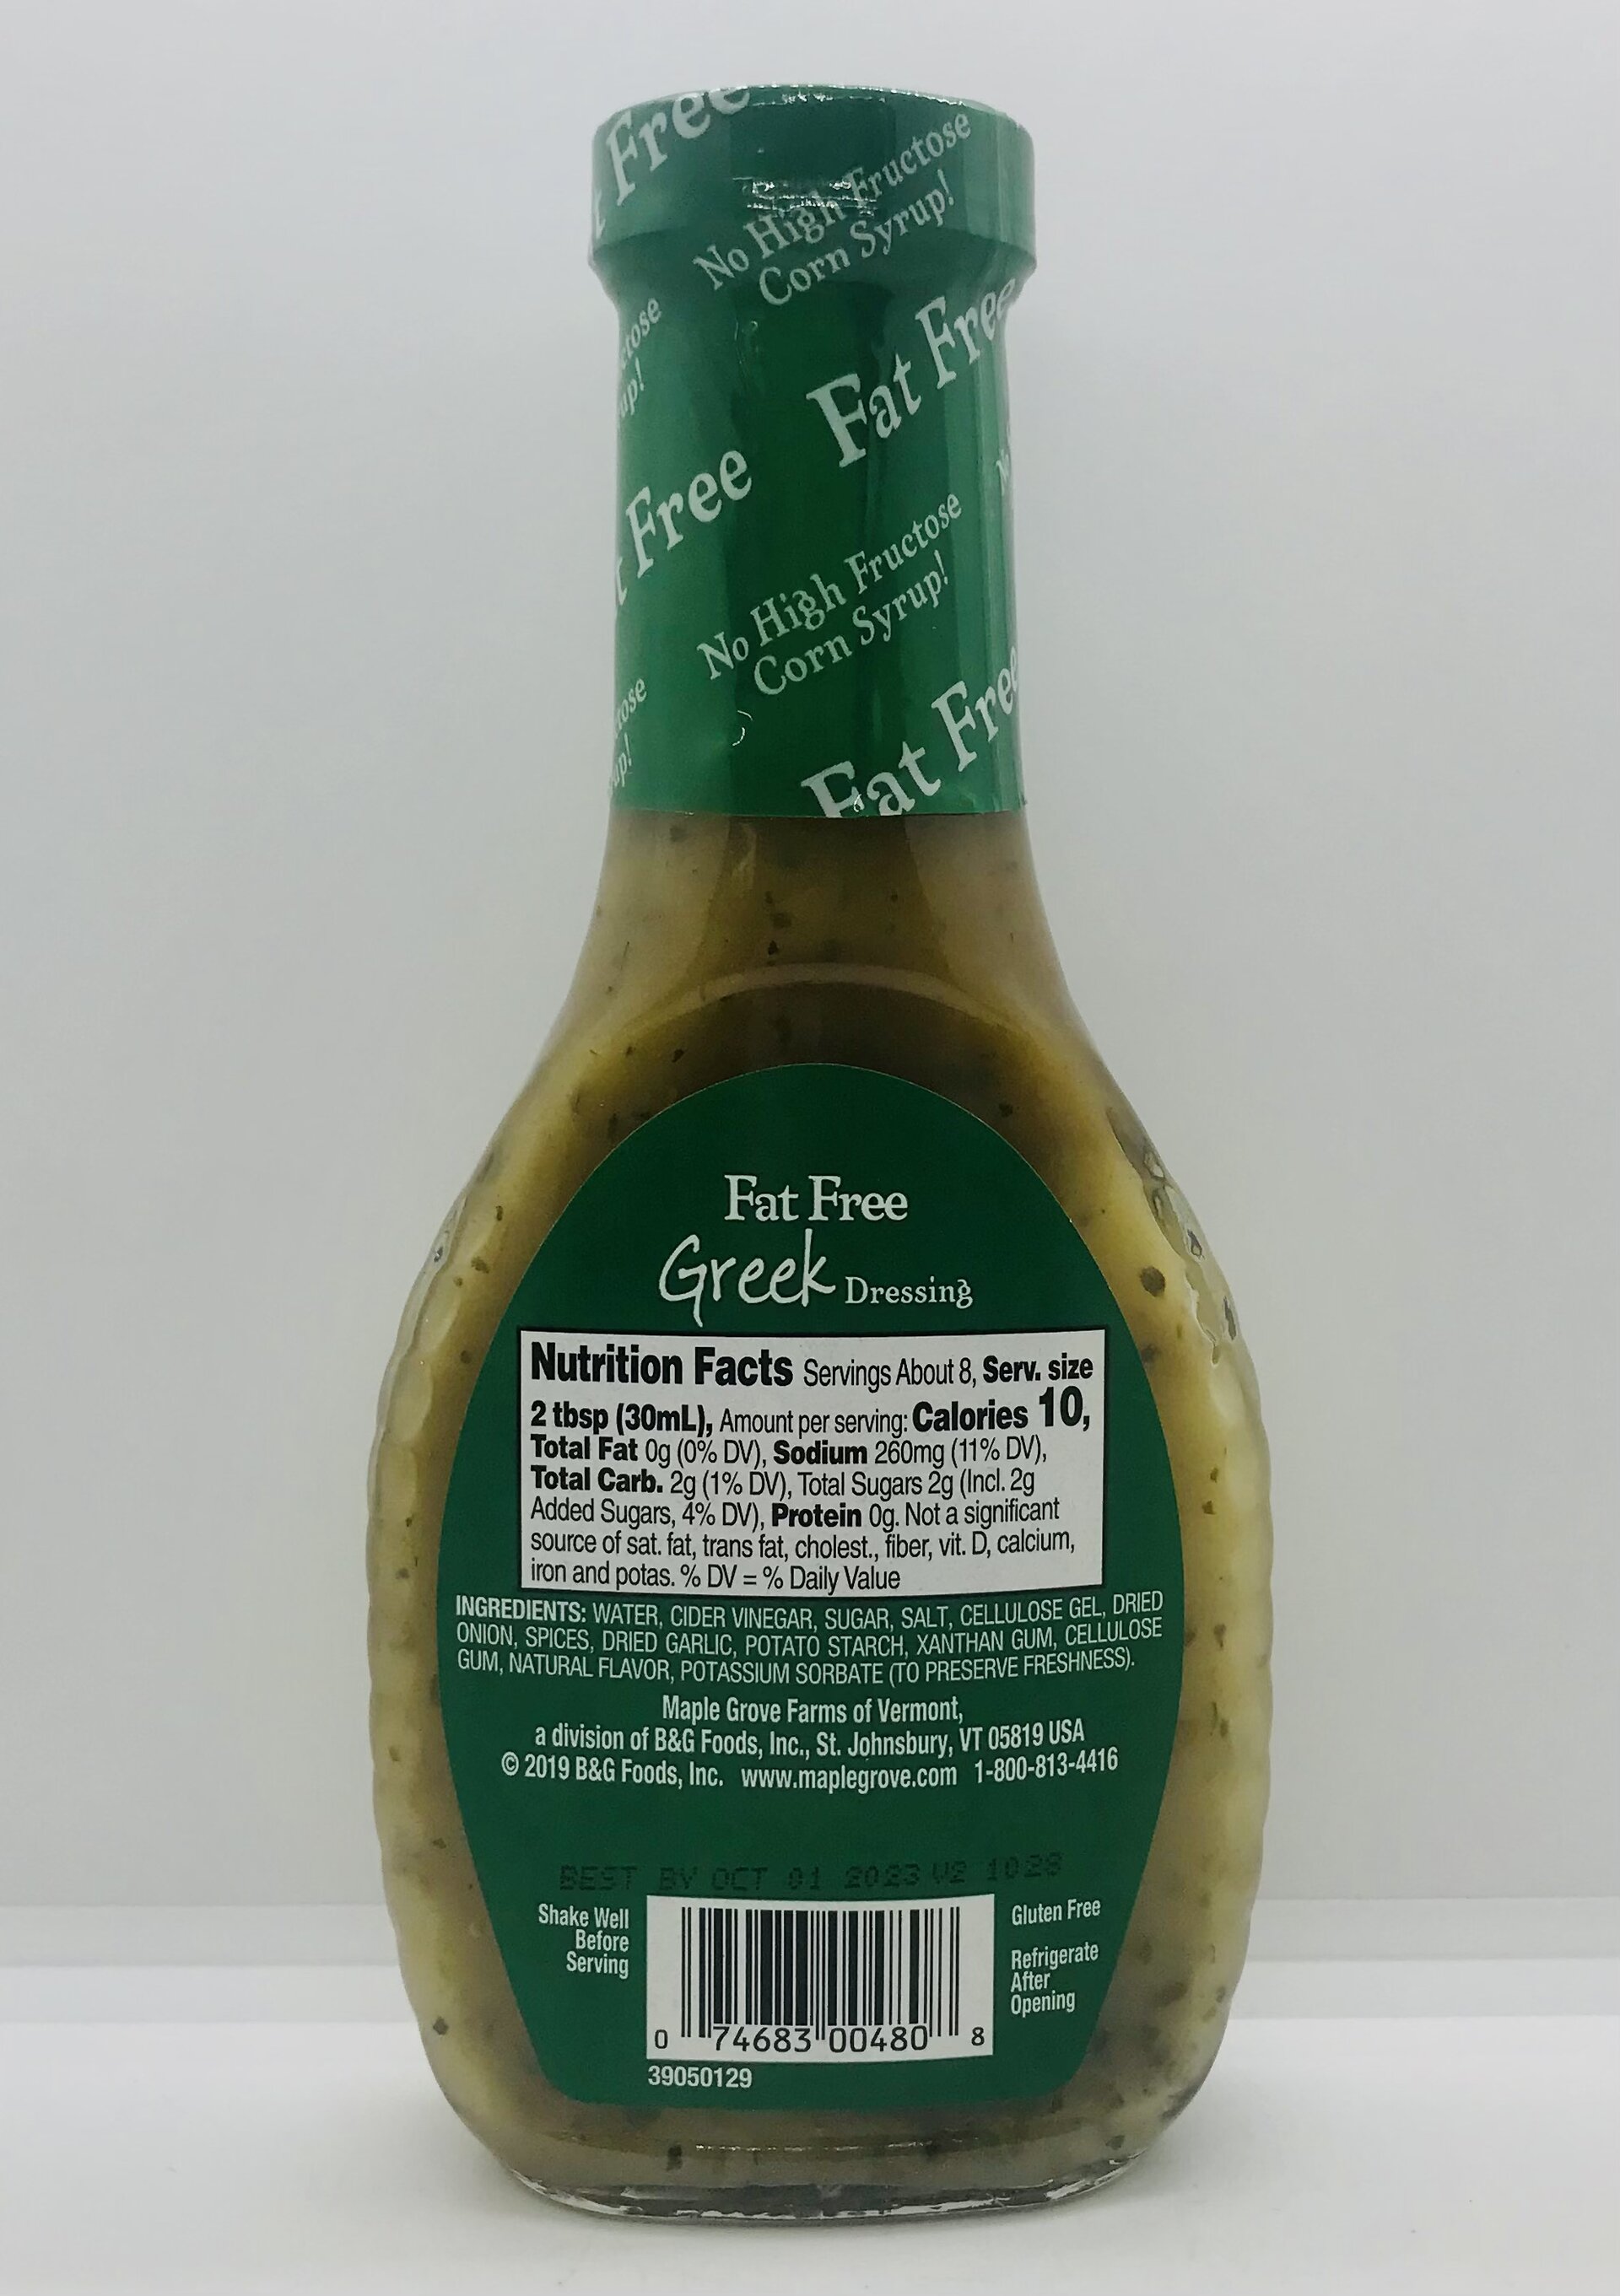 t Free
No High Fructose
Corn Syrup!
Fat Free
t Free
No High Fructose
Corn Syrup!
Fat Free
Fat Free
Greek Dressing
Nutrition Facts Servings About 8, Serv. size
2 tbsp (30mL), Amount per serving: Calories 10,
Total Fat 0g (0% DV), Sodium 260mg (11% DV),
Total Carb. 2g (1% DV), Total Sugars 2g (Incl. 2g
Added Sugars, 4% DV), Protein 0g. Not a significant
source of sat. fat, trans fat, cholest., fiber, vit. D, calcium,
iron and potas. % DV = % Daily Value
INGREDIENTS: WATER, CIDER VINEGAR, SUGAR, SALT, CELLULOSE GEL, DRIED
ONION, SPICES, DRIED GARLIC, POTATO STARCH, XANTHAN GUM, CELLULOSE
GUM, NATURAL FLAVOR, POTASSIUM SORBATE (TO PRESERVE FRESHNESS).
Maple Grove Farms of Vermont,
a division of B&G Foods, Inc., St. Johnsbury, VT 05819 USA
© 2019 B&G Foods, Inc. www.maplegrove.com 1-800-813-4416
BEST BY OCT 01 2023 V2 1028
Shake Well
Before
Serving
Gluten Free
Refrigerate
After
Opening
0 74683 00480 8
39050129